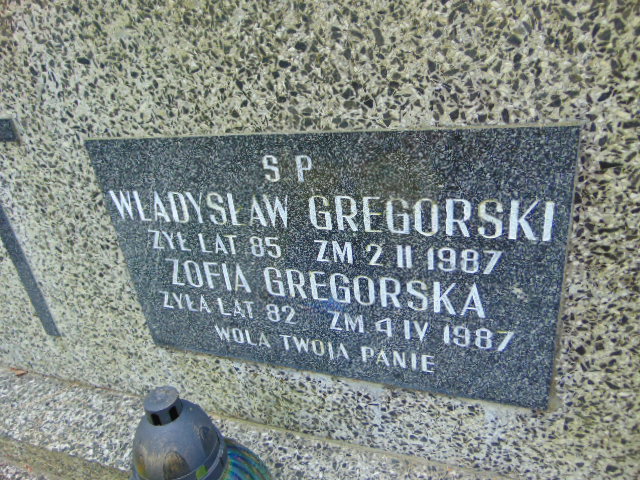 S P
WŁADYSŁAW GREGORSKI
ŻYŁ LAT 85 ZM 2 II 1987
ZOFIA GREGORSKA
ŻYŁA LAT 82 ZM 4 IV 1987
WOLA TWOJA PANIE